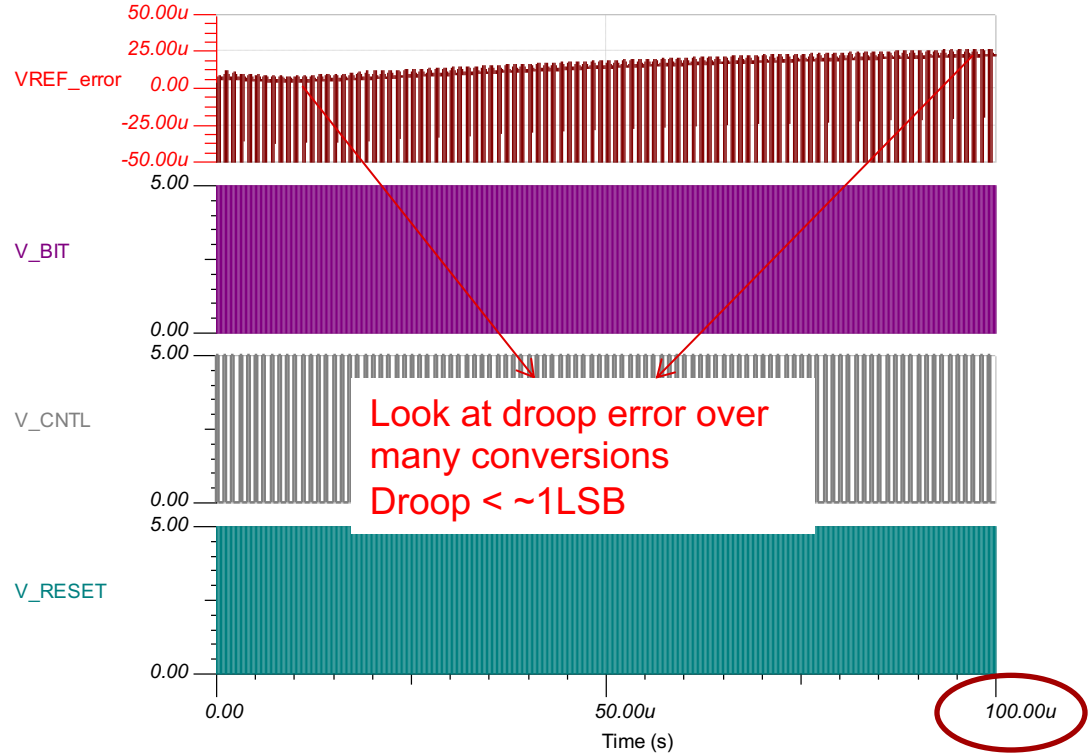 50.00u
25.00u
VREF_error
0.00
-25.00u
-50.00u
5.00
V_BIT
0.00
5.00
V_CNTL
0.00
Look at droop error over
many conversions
Droop < ~1LSB
5.00
V_RESET
0.00
0.00 50.00u 100.00u
Time (s)